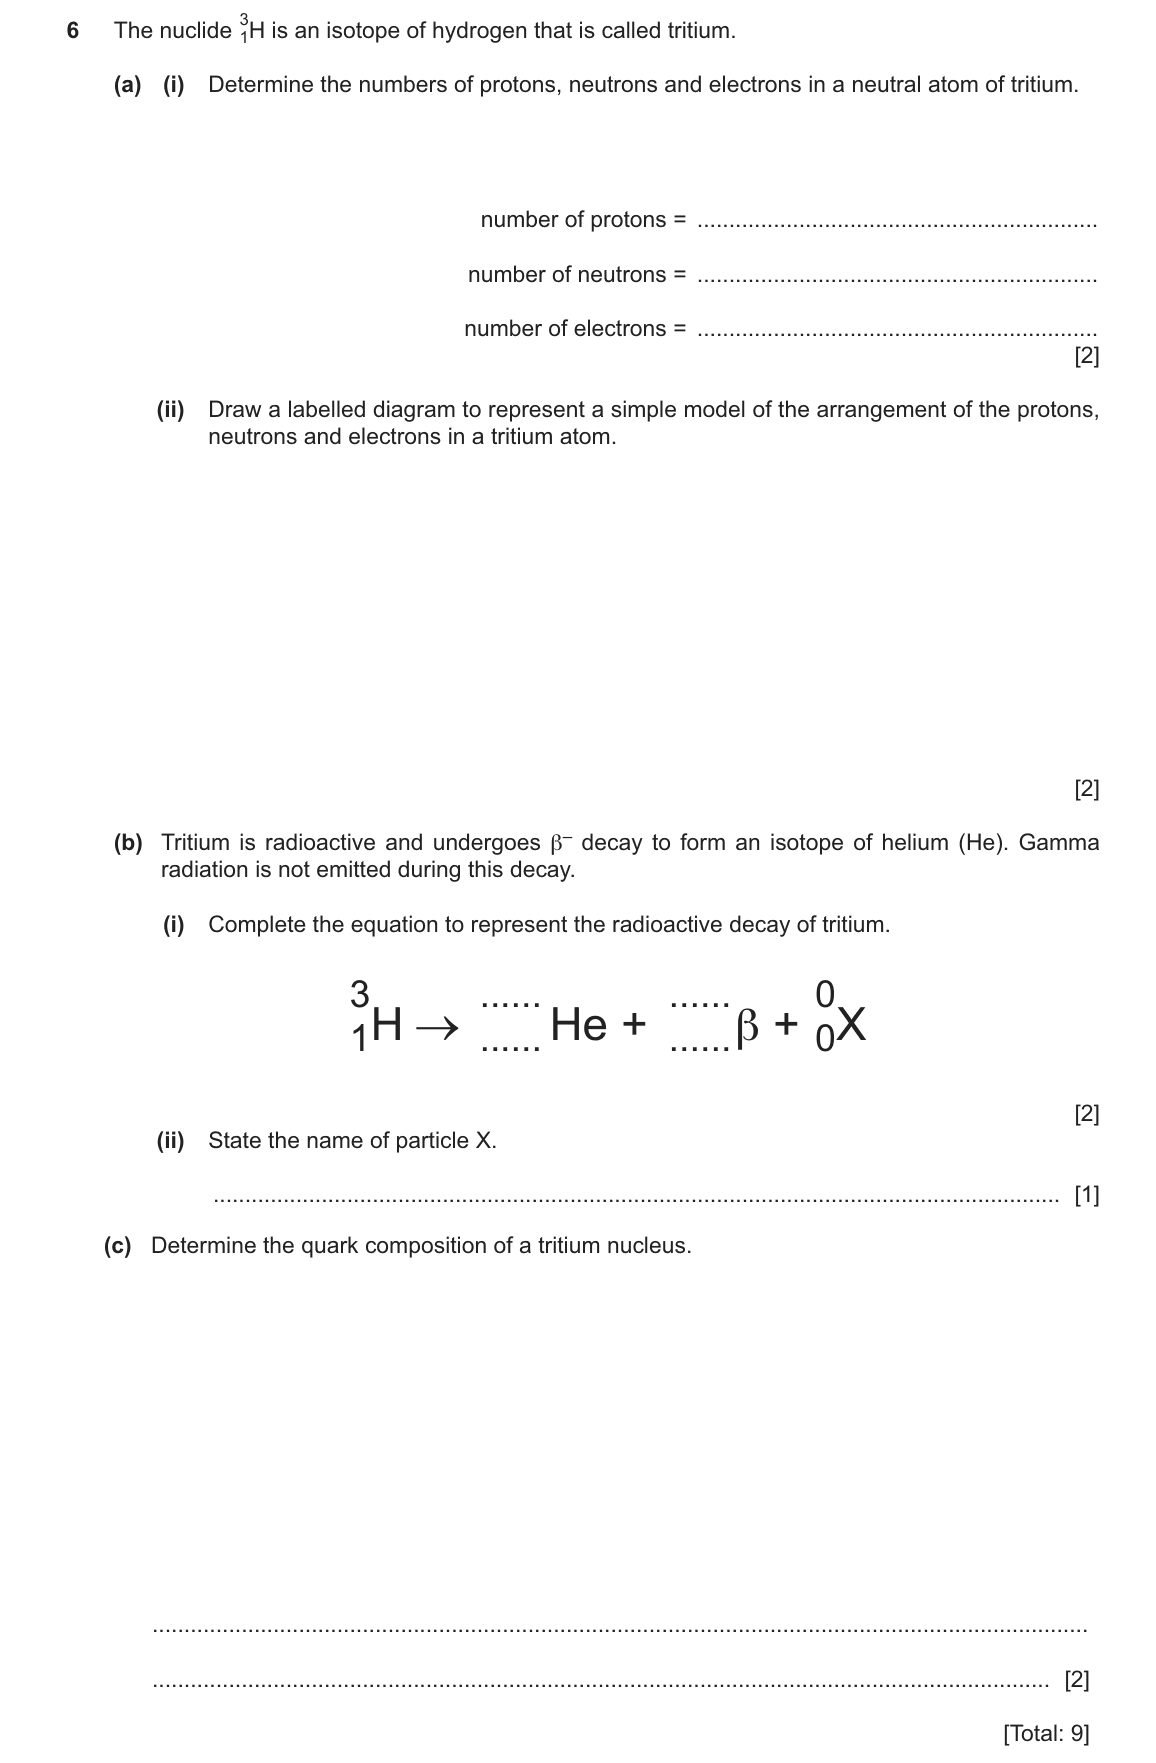 6 The nuclide ³₁H is an isotope of hydrogen that is called tritium.
(a) (i) Determine the numbers of protons, neutrons and electrons in a neutral atom of tritium.
number of protons = ..............................................................
number of neutrons = ..............................................................
number of electrons = ..............................................................
[2]
(ii) Draw a labelled diagram to represent a simple model of the arrangement of the protons,
neutrons and electrons in a tritium atom.
[2]
(b) Tritium is radioactive and undergoes β⁻ decay to form an isotope of helium (He). Gamma
radiation is not emitted during this decay.
(i) Complete the equation to represent the radioactive decay of tritium.
³₁H → ...... ...... He + ...... ...... β + ⁰₀X
[2]
(ii) State the name of particle X.
.................................................................................................................................... [1]
(c) Determine the quark composition of a tritium nucleus.
..................................................................................................................................................
............................................................................................................................................ [2]
[Total: 9]